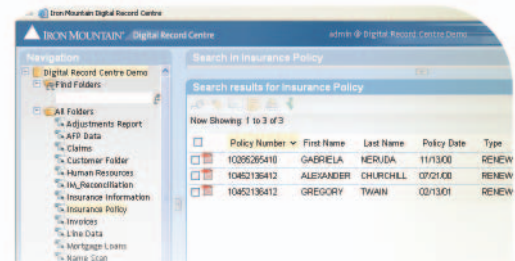 Iron Mountain Digital Record Centre
IRON MOUNTAIN® Digital Record Centre admin @ Digital Record Centre Demo
Navigation
Digital Record Centre Demo
Find Folders
All Folders
Adjustments Report
AFP Data
Claims
Customer Folder
Human Resources
IM_Reconciliation
Insurance Information
Insurance Policy
Invoices
Line Data
Mortgage Loans
Name Scan
Search in Insurance Policy
Search results for Insurance Policy
Now Showing: 1 to 3 of 3
Policy Number First Name Last Name Policy Date Type
10286265410 GABRIELA NERUDA 11/13/00 RENEW
10452136412 ALEXANDER CHURCHILL 07/21/00 RENEW
10452136412 GREGORY TWAIN 02/13/01 RENEW